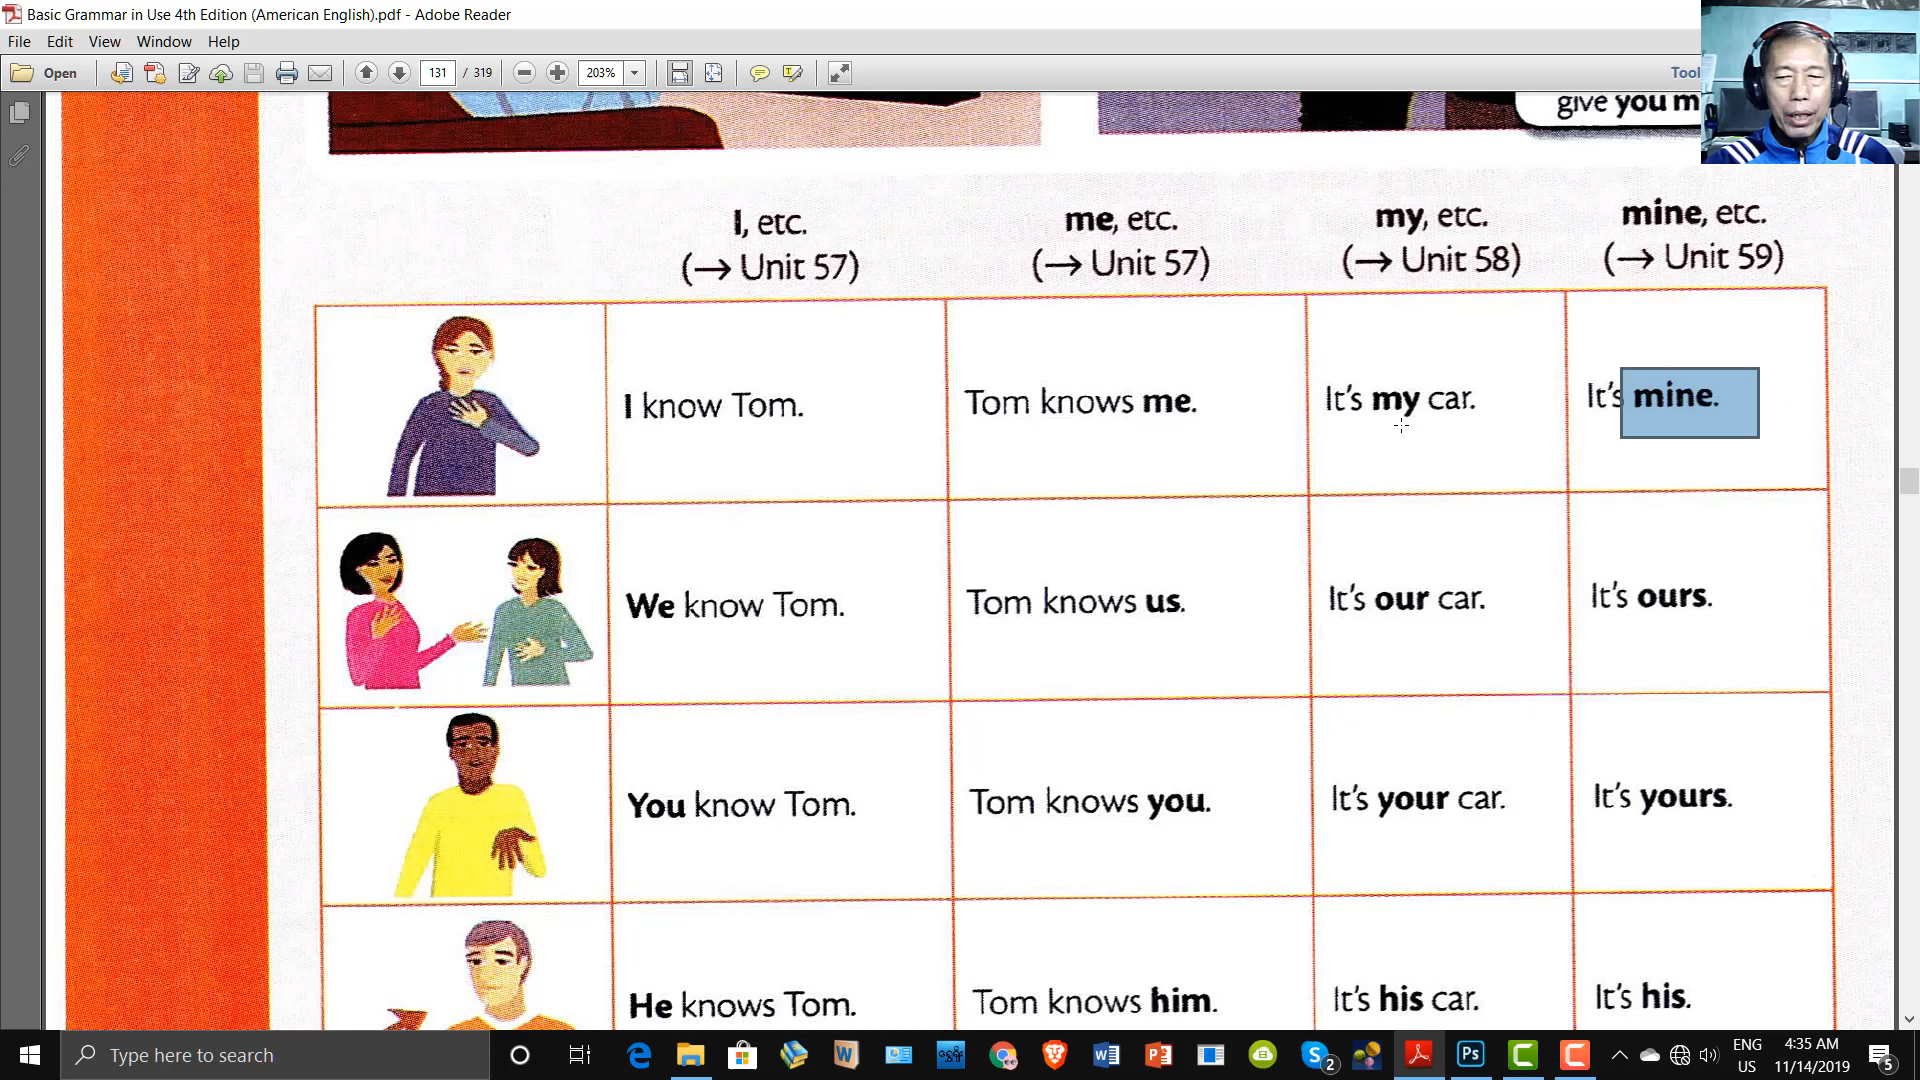 Basic Grammar in Use 4th Edition (American English).pdf - Adobe Reader
File Edit View Window Help
Open 131 / 319 203% Tool
give you m
I, etc. me, etc. my, etc. mine, etc.
(→ Unit 57) (→ Unit 57) (→ Unit 58) (→ Unit 59)
I know Tom. Tom knows me. It's my car. It's mine.
We know Tom. Tom knows us. It's our car. It's ours.
You know Tom. Tom knows you. It's your car. It's yours.
He knows Tom. Tom knows him. It's his car. It's his.
Type here to search ENG 4:35 AM
US 11/14/2019